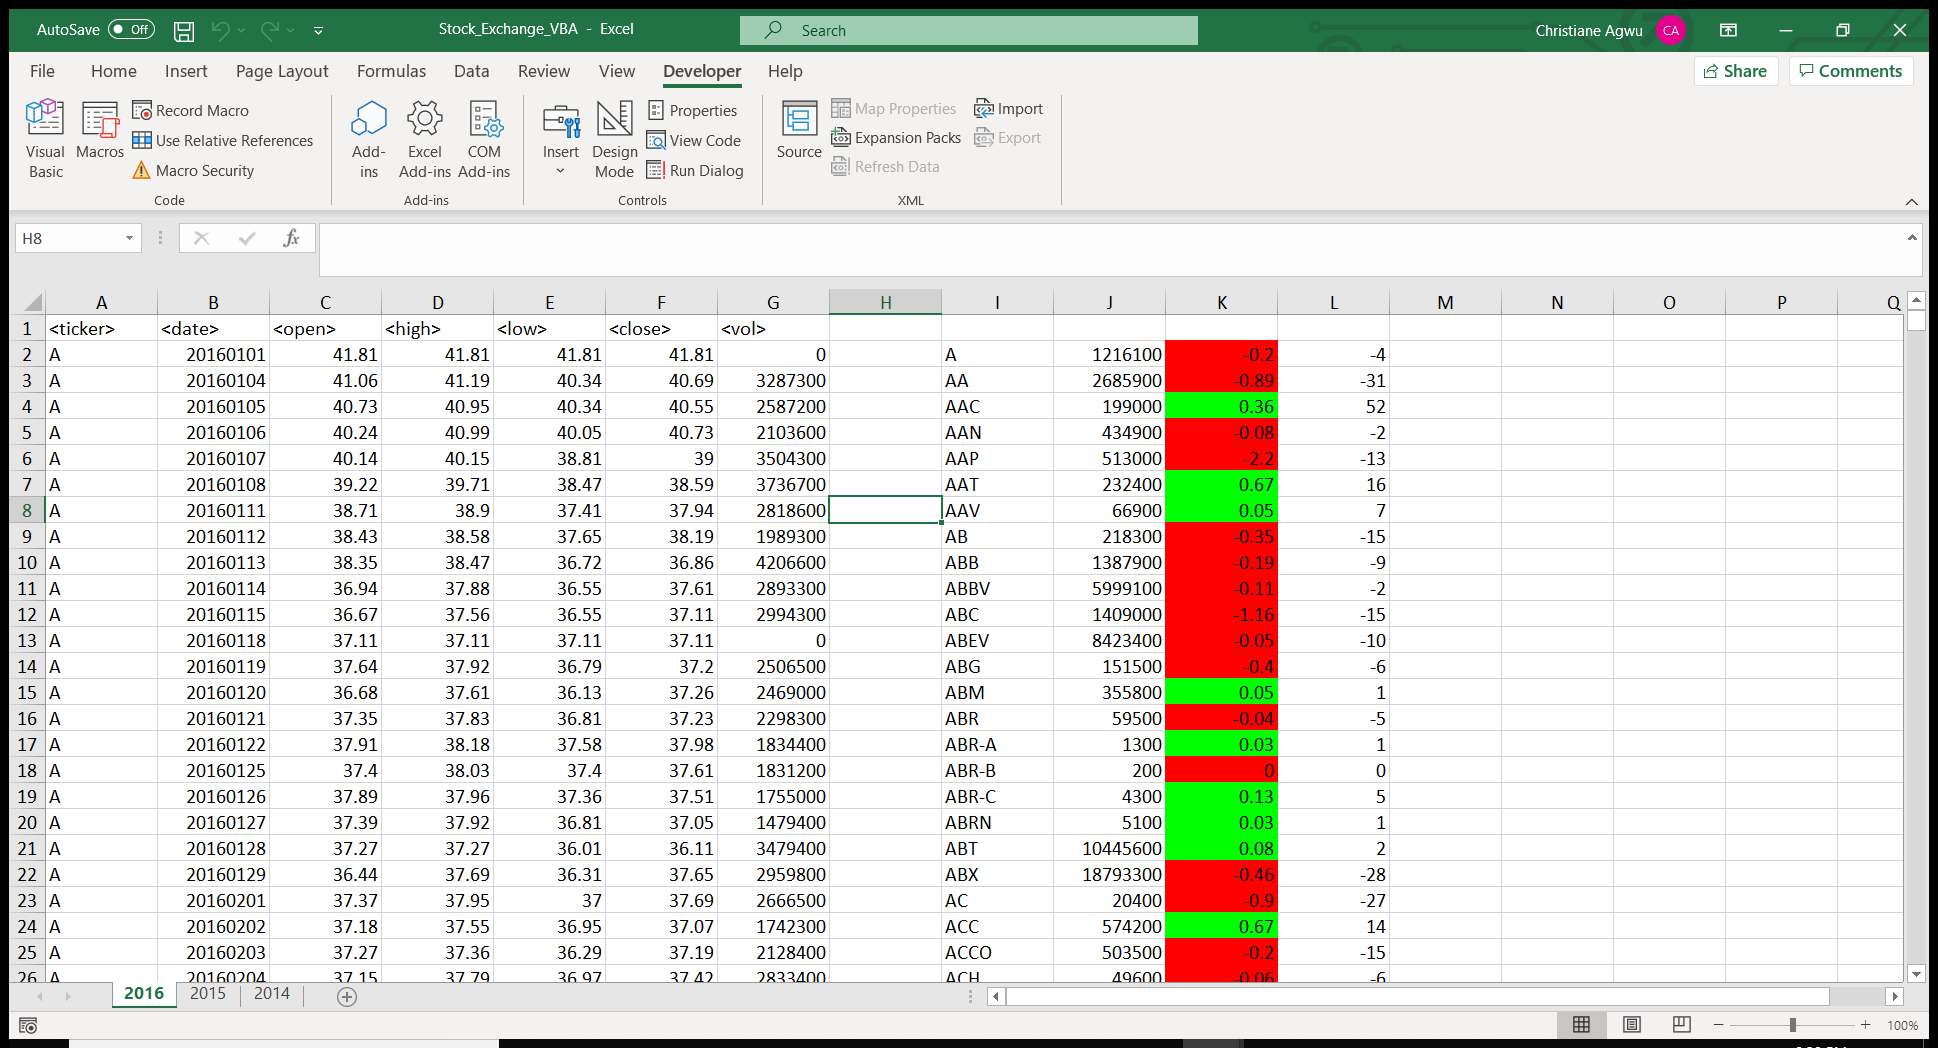 AutoSave Off Stock_Exchange_VBA - Excel Search Christiane Agwu CA
File Home Insert Page Layout Formulas Data Review View Developer Help Share Comments
Visual Basic Macros Record Macro Use Relative References Macro Security Code
Add-ins Excel Add-ins COM Add-ins Add-ins
Insert Design Mode Properties View Code Run Dialog Controls
Source Map Properties Expansion Packs Refresh Data Import Export XML
H8 fx
A B C D E F G H I J K L M N O P Q
1 <ticker> <date> <open> <high> <low> <close> <vol>
2 A 20160101 41.81 41.81 41.81 41.81 0 A 1216100 -0.2 -4
3 A 20160104 41.06 41.19 40.34 40.69 3287300 AA 2685900 -0.89 -31
4 A 20160105 40.73 40.95 40.34 40.55 2587200 AAC 199000 0.36 52
5 A 20160106 40.24 40.99 40.05 40.73 2103600 AAN 434900 -0.08 -2
6 A 20160107 40.14 40.15 38.81 39 3504300 AAP 513000 -2.2 -13
7 A 20160108 39.22 39.71 38.47 38.59 3736700 AAT 232400 0.67 16
8 A 20160111 38.71 38.9 37.41 37.94 2818600 AAV 66900 0.05 7
9 A 20160112 38.43 38.58 37.65 38.19 1989300 AB 218300 -0.35 -15
10 A 20160113 38.35 38.47 36.72 36.86 4206600 ABB 1387900 -0.19 -9
11 A 20160114 36.94 37.88 36.55 37.61 2893300 ABBV 5999100 -0.11 -2
12 A 20160115 36.67 37.56 36.55 37.11 2994300 ABC 1409000 -1.16 -15
13 A 20160118 37.11 37.11 37.11 37.11 0 ABEV 8423400 -0.05 -10
14 A 20160119 37.64 37.92 36.79 37.2 2506500 ABG 151500 -0.4 -6
15 A 20160120 36.68 37.61 36.13 37.26 2469000 ABM 355800 0.05 1
16 A 20160121 37.35 37.83 36.81 37.23 2298300 ABR 59500 -0.04 -5
17 A 20160122 37.91 38.18 37.58 37.98 1834400 ABR-A 1300 0.03 1
18 A 20160125 37.4 38.03 37.4 37.61 1831200 ABR-B 200 0 0
19 A 20160126 37.89 37.96 37.36 37.51 1755000 ABR-C 4300 0.13 5
20 A 20160127 37.39 37.92 36.81 37.05 1479400 ABRN 5100 0.03 1
21 A 20160128 37.27 37.27 36.01 36.11 3479400 ABT 10445600 0.08 2
22 A 20160129 36.44 37.69 36.31 37.65 2959800 ABX 18793300 -0.46 -28
23 A 20160201 37.37 37.95 37 37.69 2666500 AC 20400 -0.9 -27
24 A 20160202 37.18 37.55 36.95 37.07 1742300 ACC 574200 0.67 14
25 A 20160203 37.27 37.36 36.29 37.19 2128400 ACCO 503500 -0.2 -15
26 A 20160204 37.15 37.79 36.97 37.42 2833400 ACH 49600 -0.06 -6
2016 2015 2014
100%